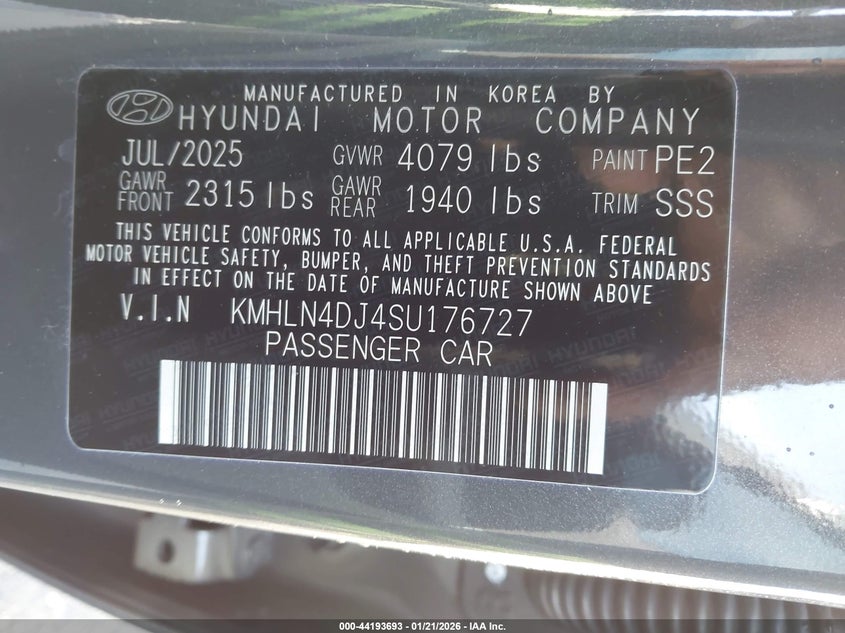 MANUFACTURED IN KOREA BY
HYUNDAI MOTOR COMPANY
JUL/2025 GVWR 4079 lbs PAINT PE2
GAWR FRONT 2315 lbs GAWR REAR 1940 lbs TRIM SSS
THIS VEHICLE CONFORMS TO ALL APPLICABLE U.S.A. FEDERAL
MOTOR VEHICLE SAFETY, BUMPER, AND THEFT PREVENTION STANDARDS
IN EFFECT ON THE DATE OF MANUFACTURE SHOWN ABOVE
V.I.N KMHLN4DJ4SU176727
PASSENGER CAR
000-44193693 - 01/21/2026 - IAA Inc.